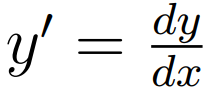 y′ = dy/dx